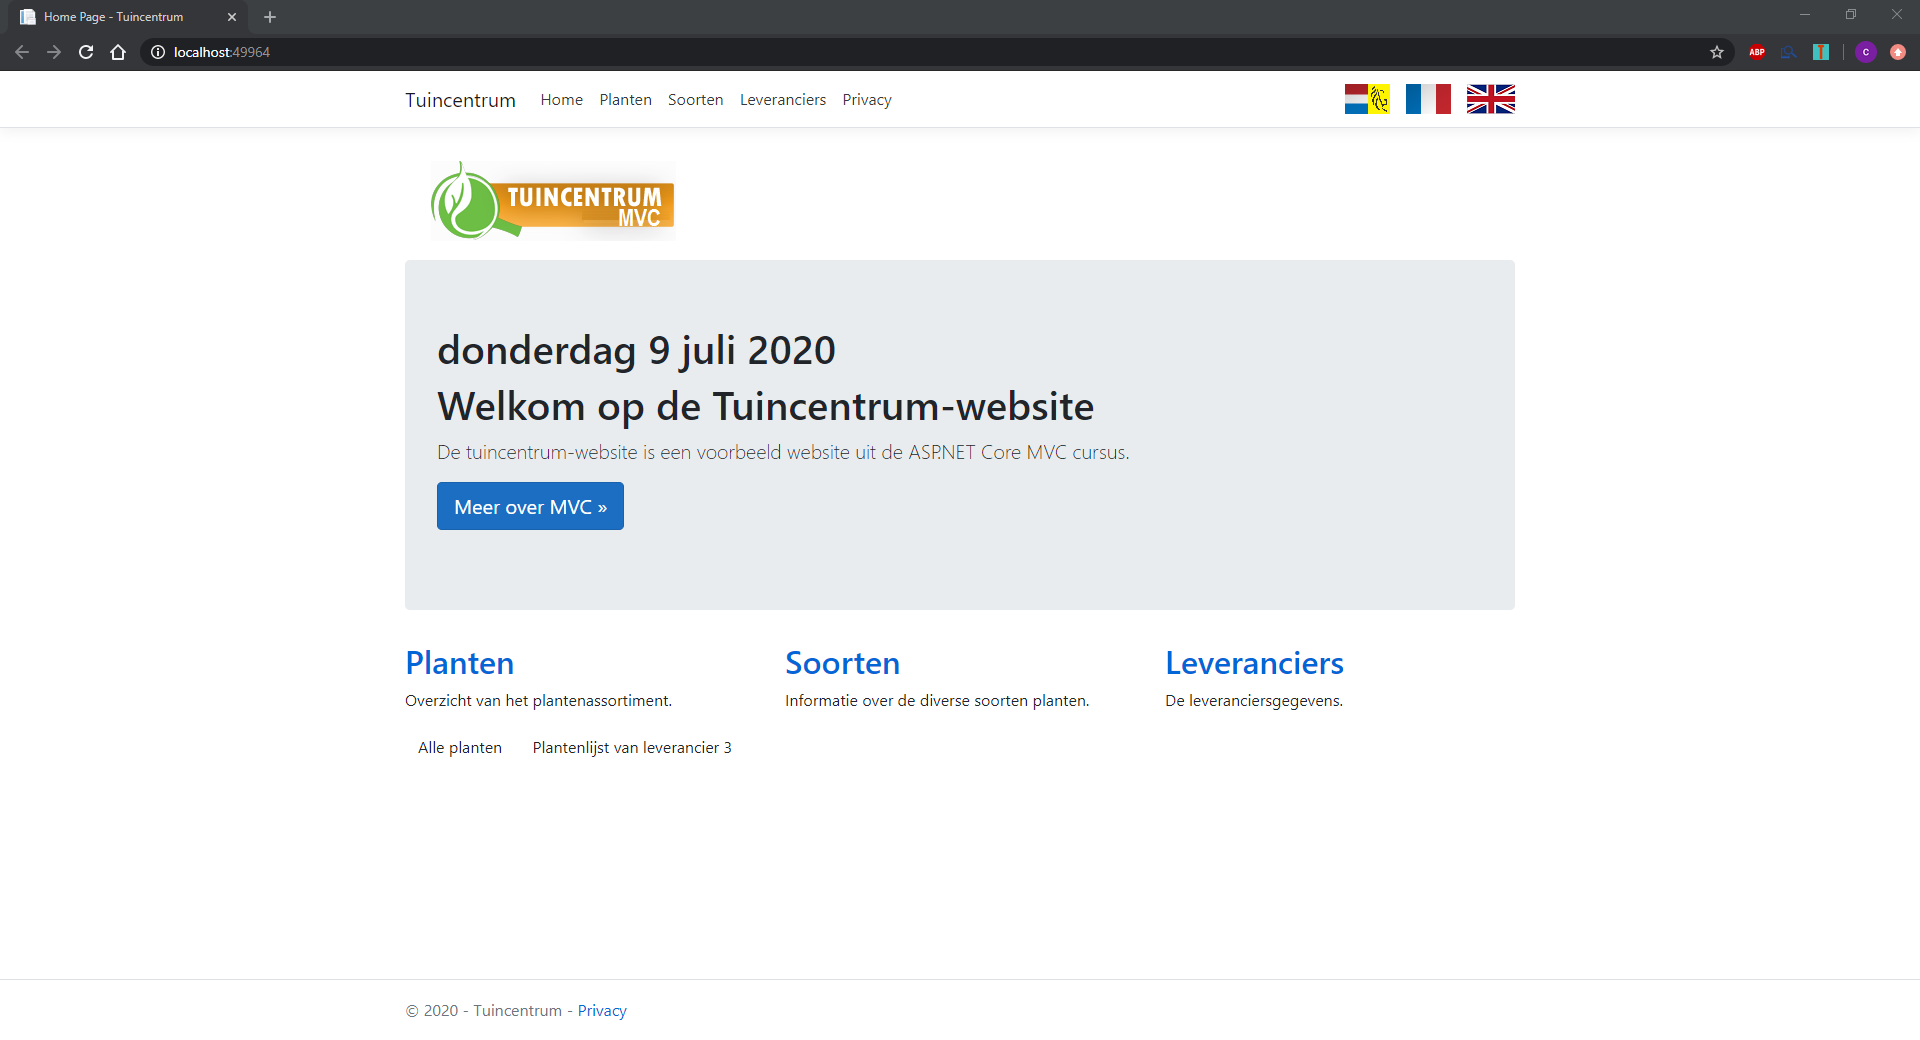 Home Page - Tuincentrum
localhost:49964
ABP
C
Tuincentrum Home Planten Soorten Leveranciers Privacy
TUINCENTRUM
MVC
donderdag 9 juli 2020
Welkom op de Tuincentrum-website
De tuincentrum-website is een voorbeeld website uit de ASP.NET Core MVC cursus.
Meer over MVC »
Planten
Overzicht van het plantenassortiment.
Alle planten Plantenlijst van leverancier 3
Soorten
Informatie over de diverse soorten planten.
Leveranciers
De leveranciersgegevens.
© 2020 - Tuincentrum - Privacy